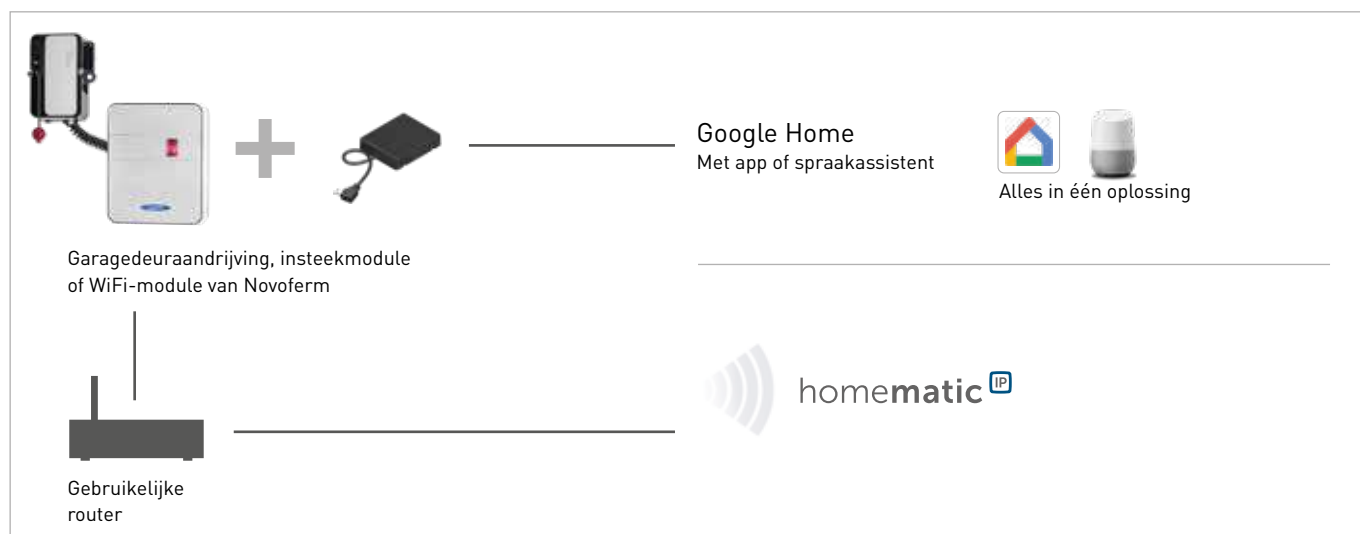 Google Home
Met app of spraakassistent
Alles in één oplossing
Garagedeuraandrijving, insteekmodule
of WiFi-module van Novoferm
homematic IP
Gebruikelijke
router